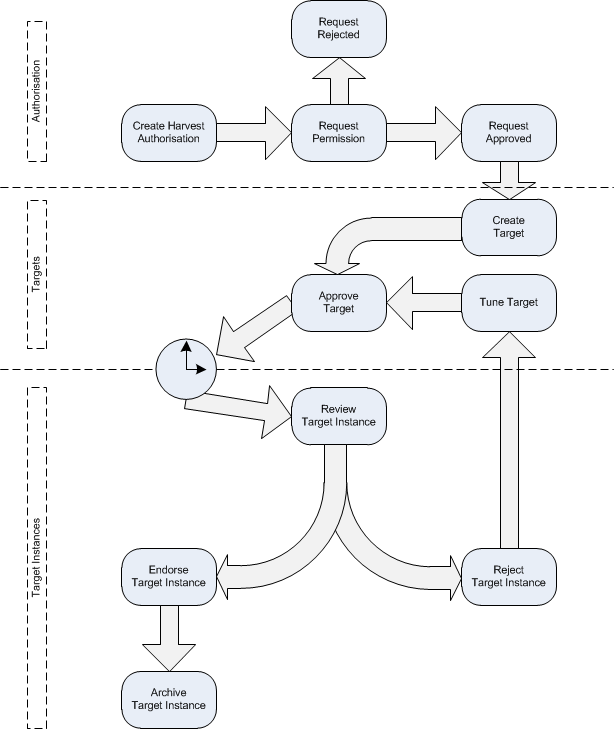 Authorisation
Request
Rejected
Create Harvest
Authorisation
Request
Permission
Request
Approved
Targets
Create
Target
Approve
Target
Tune Target
Target Instances
Review
Target Instance
Endorse
Target Instance
Reject
Target Instance
Archive
Target Instance